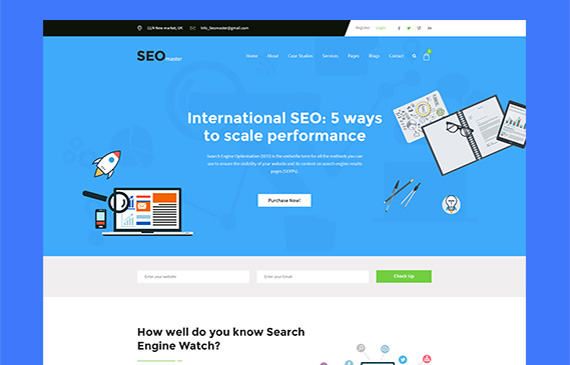 121/4 New market, UK
info_Seomaster@gmail.com
Register
Login
SEO master
Home
About
Case Studies
Services
Pages
Blogs
Contact
International SEO: 5 ways
to scale performance
Search Engine Optimization (SEO) is the umbrella term for all the methods you can
use to ensure the visibility of your website and its content on search engine results
pages (SERPs).
Purchase Now!
Enter your website
Enter your Email
Check Up
How well do you know Search
Engine Watch?